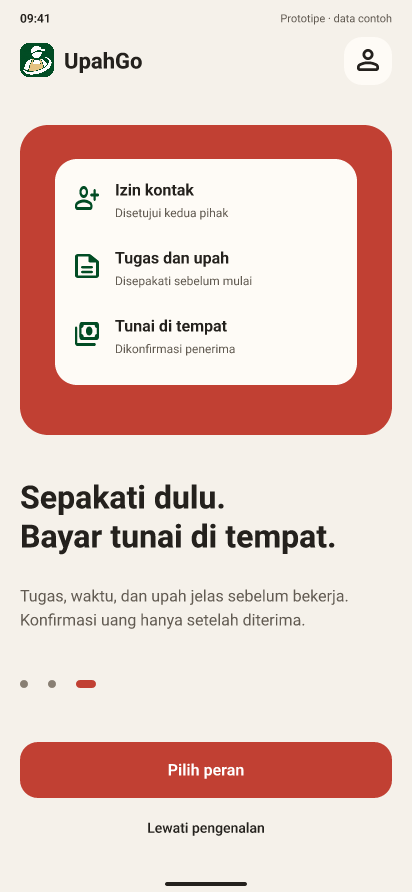 09:41
Prototipe · data contoh
UpahGo
Izin kontak
Disetujui kedua pihak
Tugas dan upah
Disepakati sebelum mulai
Tunai di tempat
Dikonfirmasi penerima
Sepakati dulu.
Bayar tunai di tempat.
Tugas, waktu, dan upah jelas sebelum bekerja.
Konfirmasi uang hanya setelah diterima.
Pilih peran
Lewati pengenalan